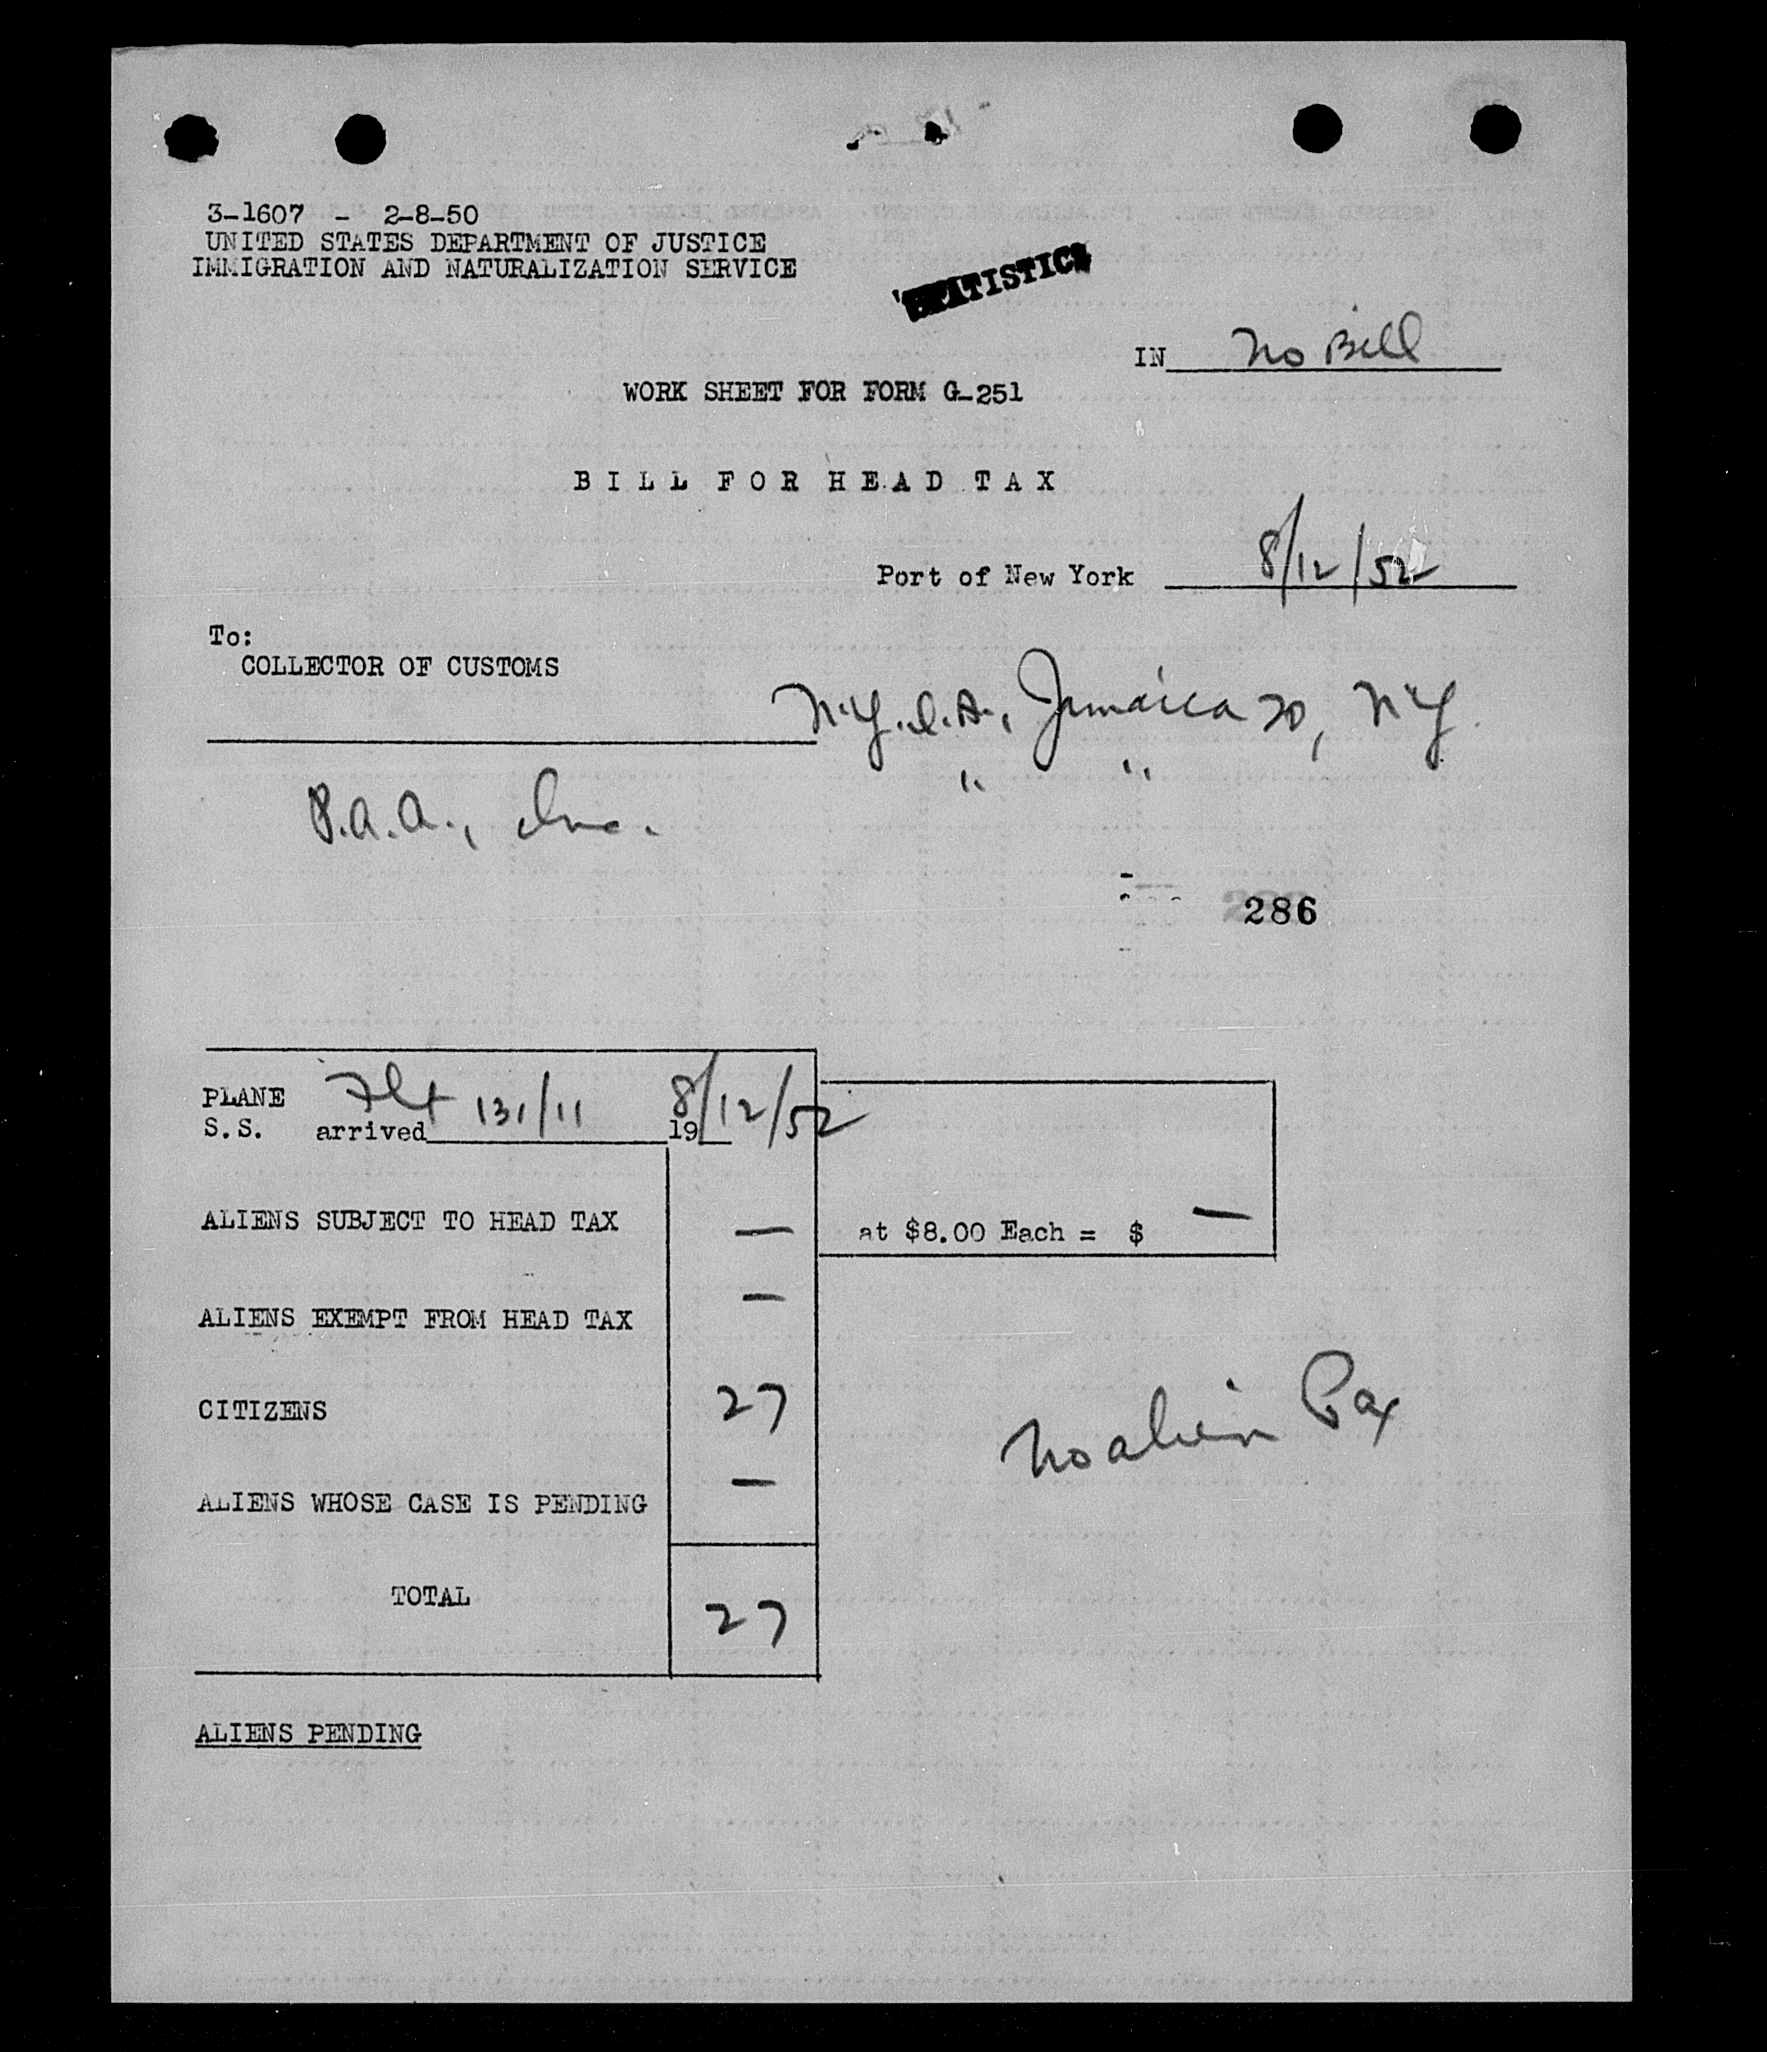 3-1607 - 2-8-50
UNITED STATES DEPARTMENT OF JUSTICE
IMMIGRATION AND NATURALIZATION SERVICE
STATISTICS
IN No Bill
WORK SHEET FOR FORM G-251
BILL FOR HEAD TAX
Port of New York 8/12/52
To:
COLLECTOR OF CUSTOMS
N.Y.I.A., Jamaica 30, N.Y.
P.A.A., Inc. " "
286
PLANE Flt 131/11 8/12/52
S.S. arrived 19
ALIENS SUBJECT TO HEAD TAX — at $8.00 Each = $ —
ALIENS EXEMPT FROM HEAD TAX —
CITIZENS 27
No alien Pax
ALIENS WHOSE CASE IS PENDING —
TOTAL 27
ALIENS PENDING